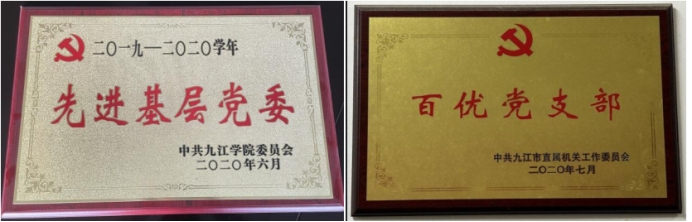 二〇一九—二〇二〇学年
先进基层党委
中共九江学院委员会
二〇二〇年六月
百优党支部
中共九江市直属机关工作委员会
二〇二〇年七月